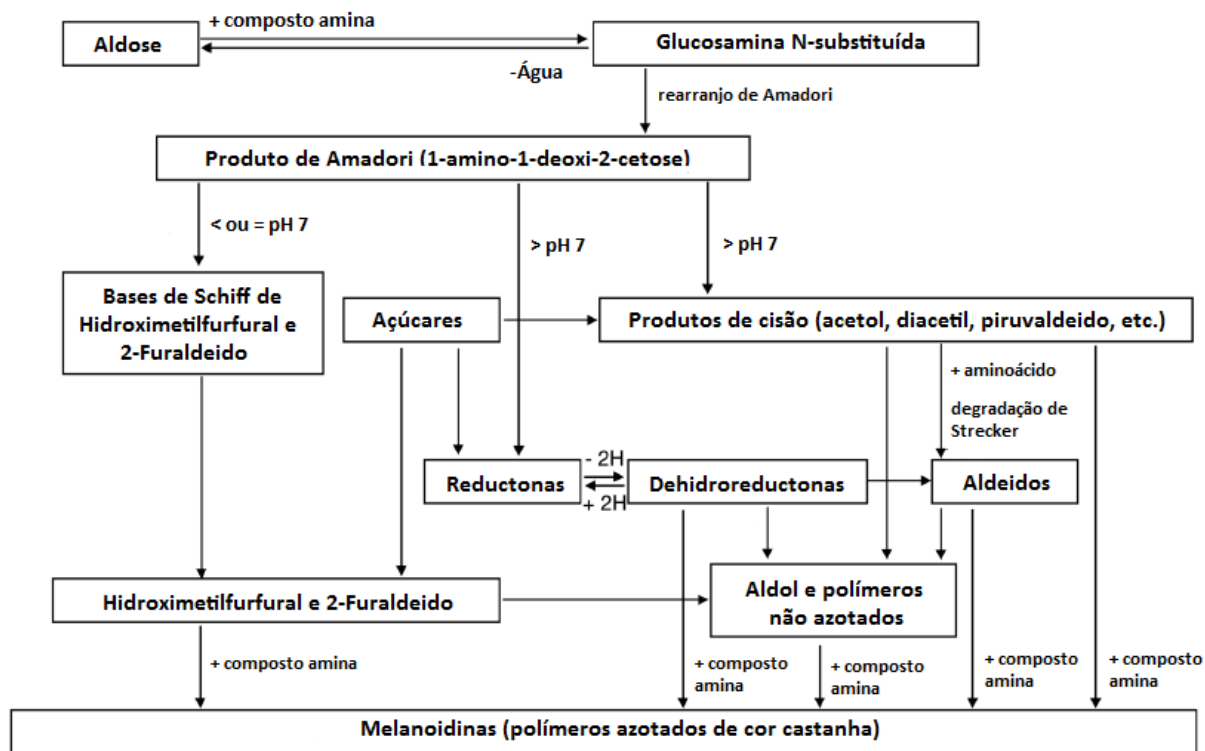 + composto amina
Aldose
Glucosamina N-substituída
-Água
rearranjo de Amadori
Produto de Amadori (1-amino-1-deoxi-2-cetose)
< ou = pH 7
> pH 7
> pH 7
Bases de Schiff de
Hidroximetilfurfural e
2-Furaldeido
Açúcares
Produtos de cisão (acetol, diacetil, piruvaldeido, etc.)
+ aminoácido
degradação de
Strecker
Reductonas
- 2H
+ 2H
Dehidroreductonas
Aldeidos
Hidroximetilfurfural e 2-Furaldeido
Aldol e polímeros
não azotados
+ composto amina
+ composto
amina
+ composto
amina
+ composto
amina
+ composto
amina
Melanoidinas (polímeros azotados de cor castanha)